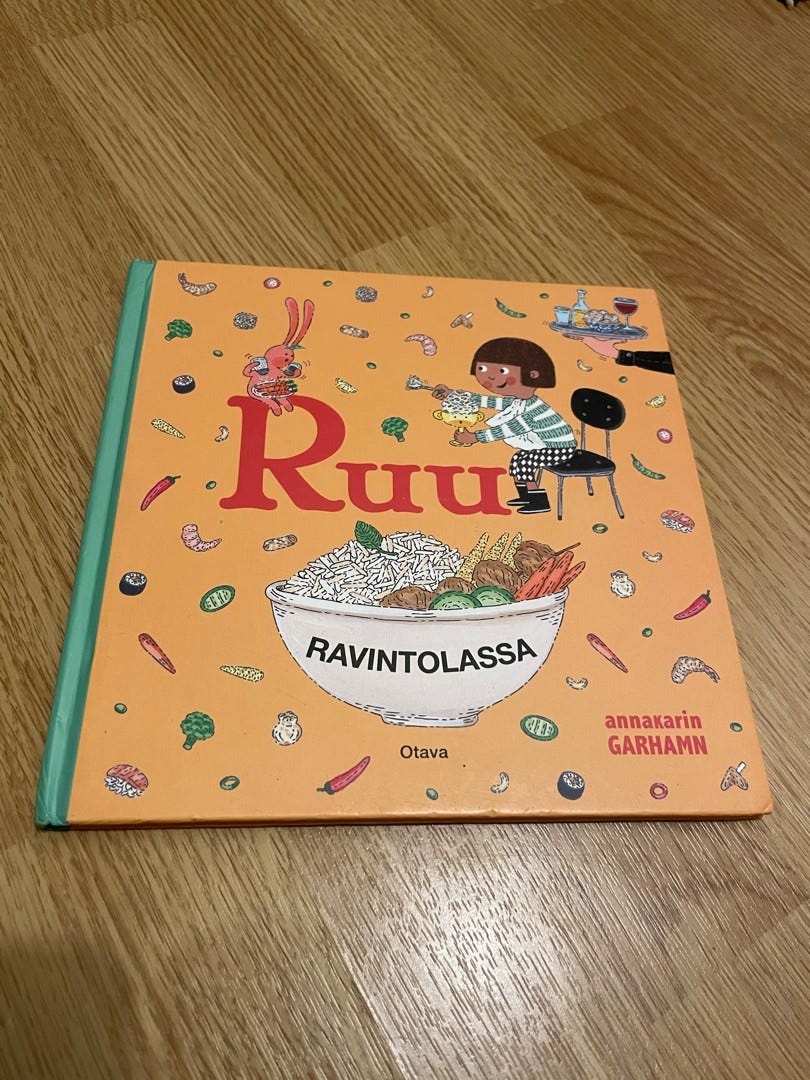 Ruu
RAVINTOLASSA
Otava
annaKarin
GARHAMN